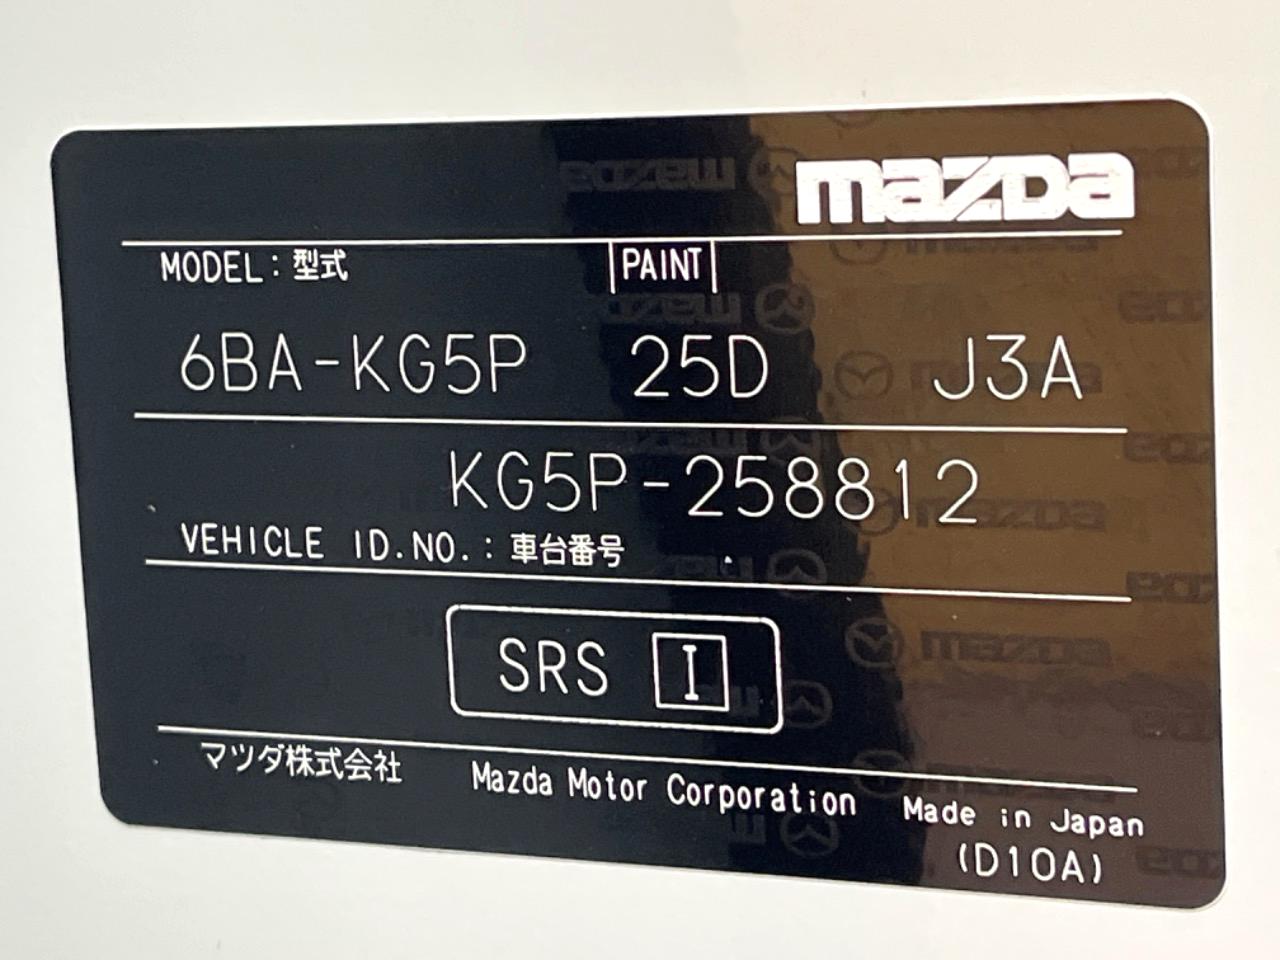 mazda
MODEL:型式 PAINT
6BA-KG5P 25D J3A
KG5P-258812
VEHICLE ID.NO.:車台番号
SRS I
マツダ株式会社 Mazda Motor Corporation Made in Japan
(D10A)